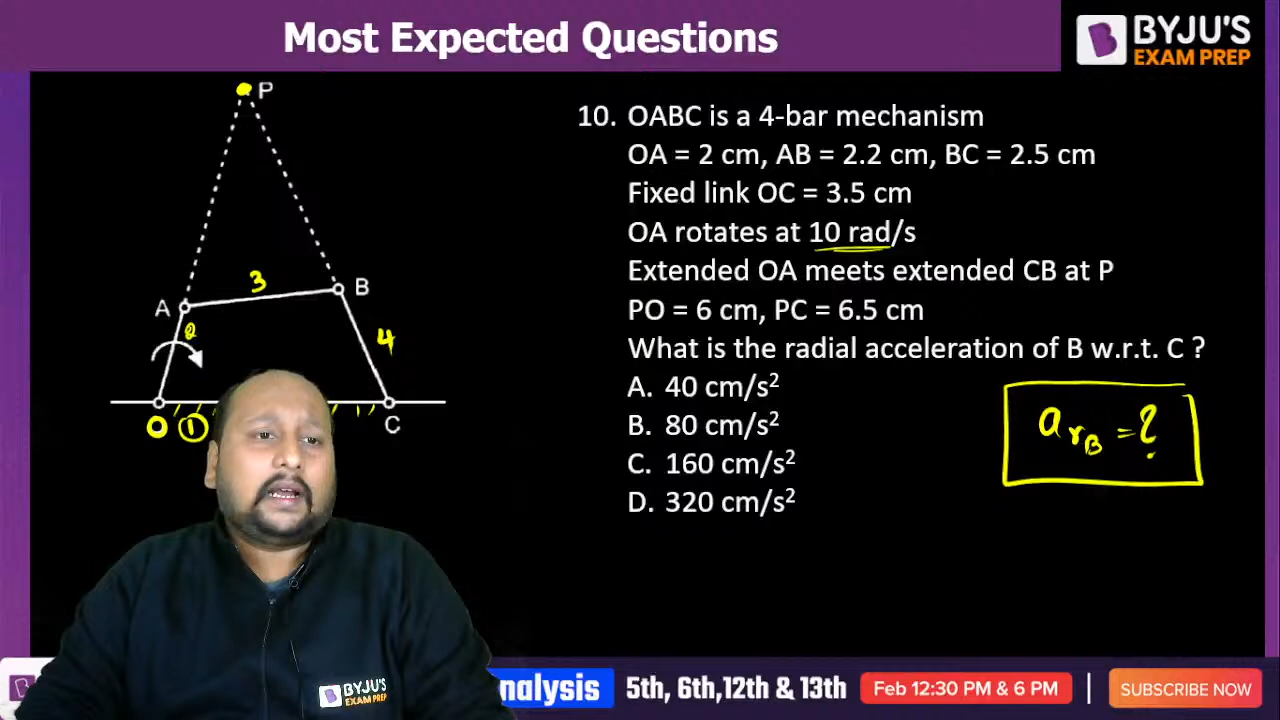 Most Expected Questions
BYJU'S
EXAM PREP
P
10. OABC is a 4-bar mechanism
OA = 2 cm, AB = 2.2 cm, BC = 2.5 cm
Fixed link OC = 3.5 cm
OA rotates at 10 rad/s
Extended OA meets extended CB at P
PO = 6 cm, PC = 6.5 cm
What is the radial acceleration of B w.r.t. C ?
A. 40 cm/s²
B. 80 cm/s²
C. 160 cm/s²
D. 320 cm/s²
a_rB = ?
3
A
B
2
4
O
1
C
BYJU'S
EXAM PREP
nalysis
5th, 6th,12th & 13th
Feb 12:30 PM & 6 PM
SUBSCRIBE NOW